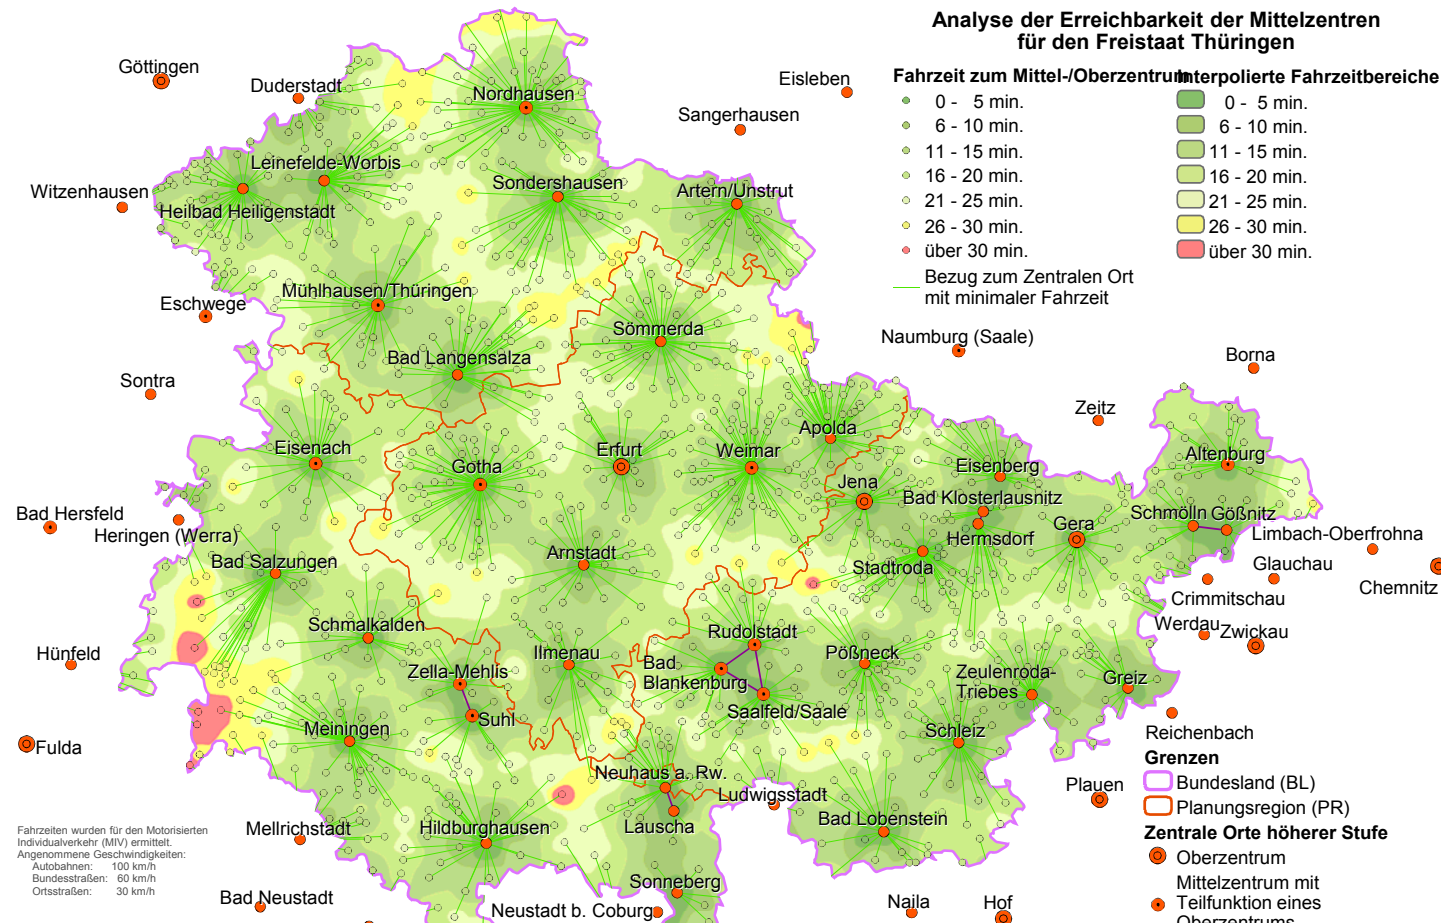 Analyse der Erreichbarkeit der Mittelzentren
für den Freistaat Thüringen
Fahrzeit zum Mittel-/Oberzentrum
0 - 5 min.
6 - 10 min.
11 - 15 min.
16 - 20 min.
21 - 25 min.
26 - 30 min.
über 30 min.
Bezug zum Zentralen Ort
mit minimaler Fahrzeit
Interpolierte Fahrzeitbereiche
0 - 5 min.
6 - 10 min.
11 - 15 min.
16 - 20 min.
21 - 25 min.
26 - 30 min.
über 30 min.
Göttingen
Duderstadt
Nordhausen
Eisleben
Sangerhausen
Leinefelde-Worbis
Witzenhausen
Heilbad Heiligenstadt
Sondershausen
Artern/Unstrut
Mühlhausen/Thüringen
Eschwege
Sömmerda
Naumburg (Saale)
Bad Langensalza
Borna
Sontra
Zeitz
Apolda
Eisenach
Gotha
Erfurt
Weimar
Eisenberg
Altenburg
Jena
Bad Klosterlausnitz
Bad Hersfeld
Heringen (Werra)
Gera
Schmölln
Gößnitz
Hermsdorf
Limbach-Oberfrohna
Bad Salzungen
Arnstadt
Stadtroda
Glauchau
Chemnitz
Crimmitschau
Schmalkalden
Rudolstadt
Werdau
Zwickau
Hünfeld
Ilmenau
Bad
Blankenburg
Pößneck
Zella-Mehlis
Zeulenroda-
Triebes
Greiz
Suhl
Saalfeld/Saale
Meiningen
Schleiz
Fulda
Reichenbach
Neuhaus a. Rw.
Ludwigsstadt
Plauen
Lauscha
Bad Lobenstein
Mellrichstadt
Hildburghausen
Sonneberg
Bad Neustadt
Neustadt b. Coburg
Naila
Hof
Grenzen
Bundesland (BL)
Planungsregion (PR)
Zentrale Orte höherer Stufe
Oberzentrum
Mittelzentrum mit
Teilfunktion eines
Oberzentrums
Fahrzeiten wurden für den Motorisierten
Individualverkehr (MIV) ermittelt.
Angenommene Geschwindigkeiten:
Autobahnen: 100 km/h
Bundesstraßen: 60 km/h
Ortsstraßen: 30 km/h